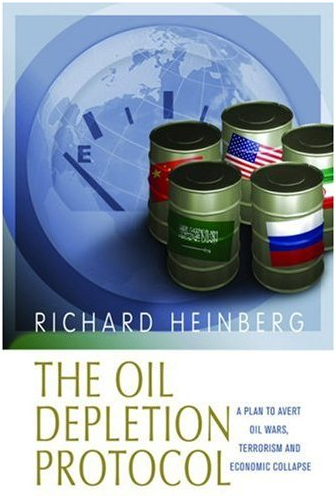 E
RICHARD HEINBERG
THE OIL
DEPLETION
PROTOCOL
A PLAN TO AVERT
OIL WARS,
TERRORISM AND
ECONOMIC COLLAPSE